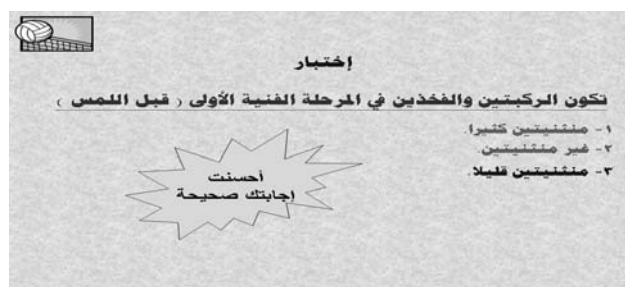 إختبار
تكون الركبتين والفخذين في المرحلة الفنية الأولى ( قبل اللمس )
١- منثنيتين كثيرا.
٢- غير منثنيتين.
٣- منثنيتين قليلا.
أحسنت
إجابتك صحيحة